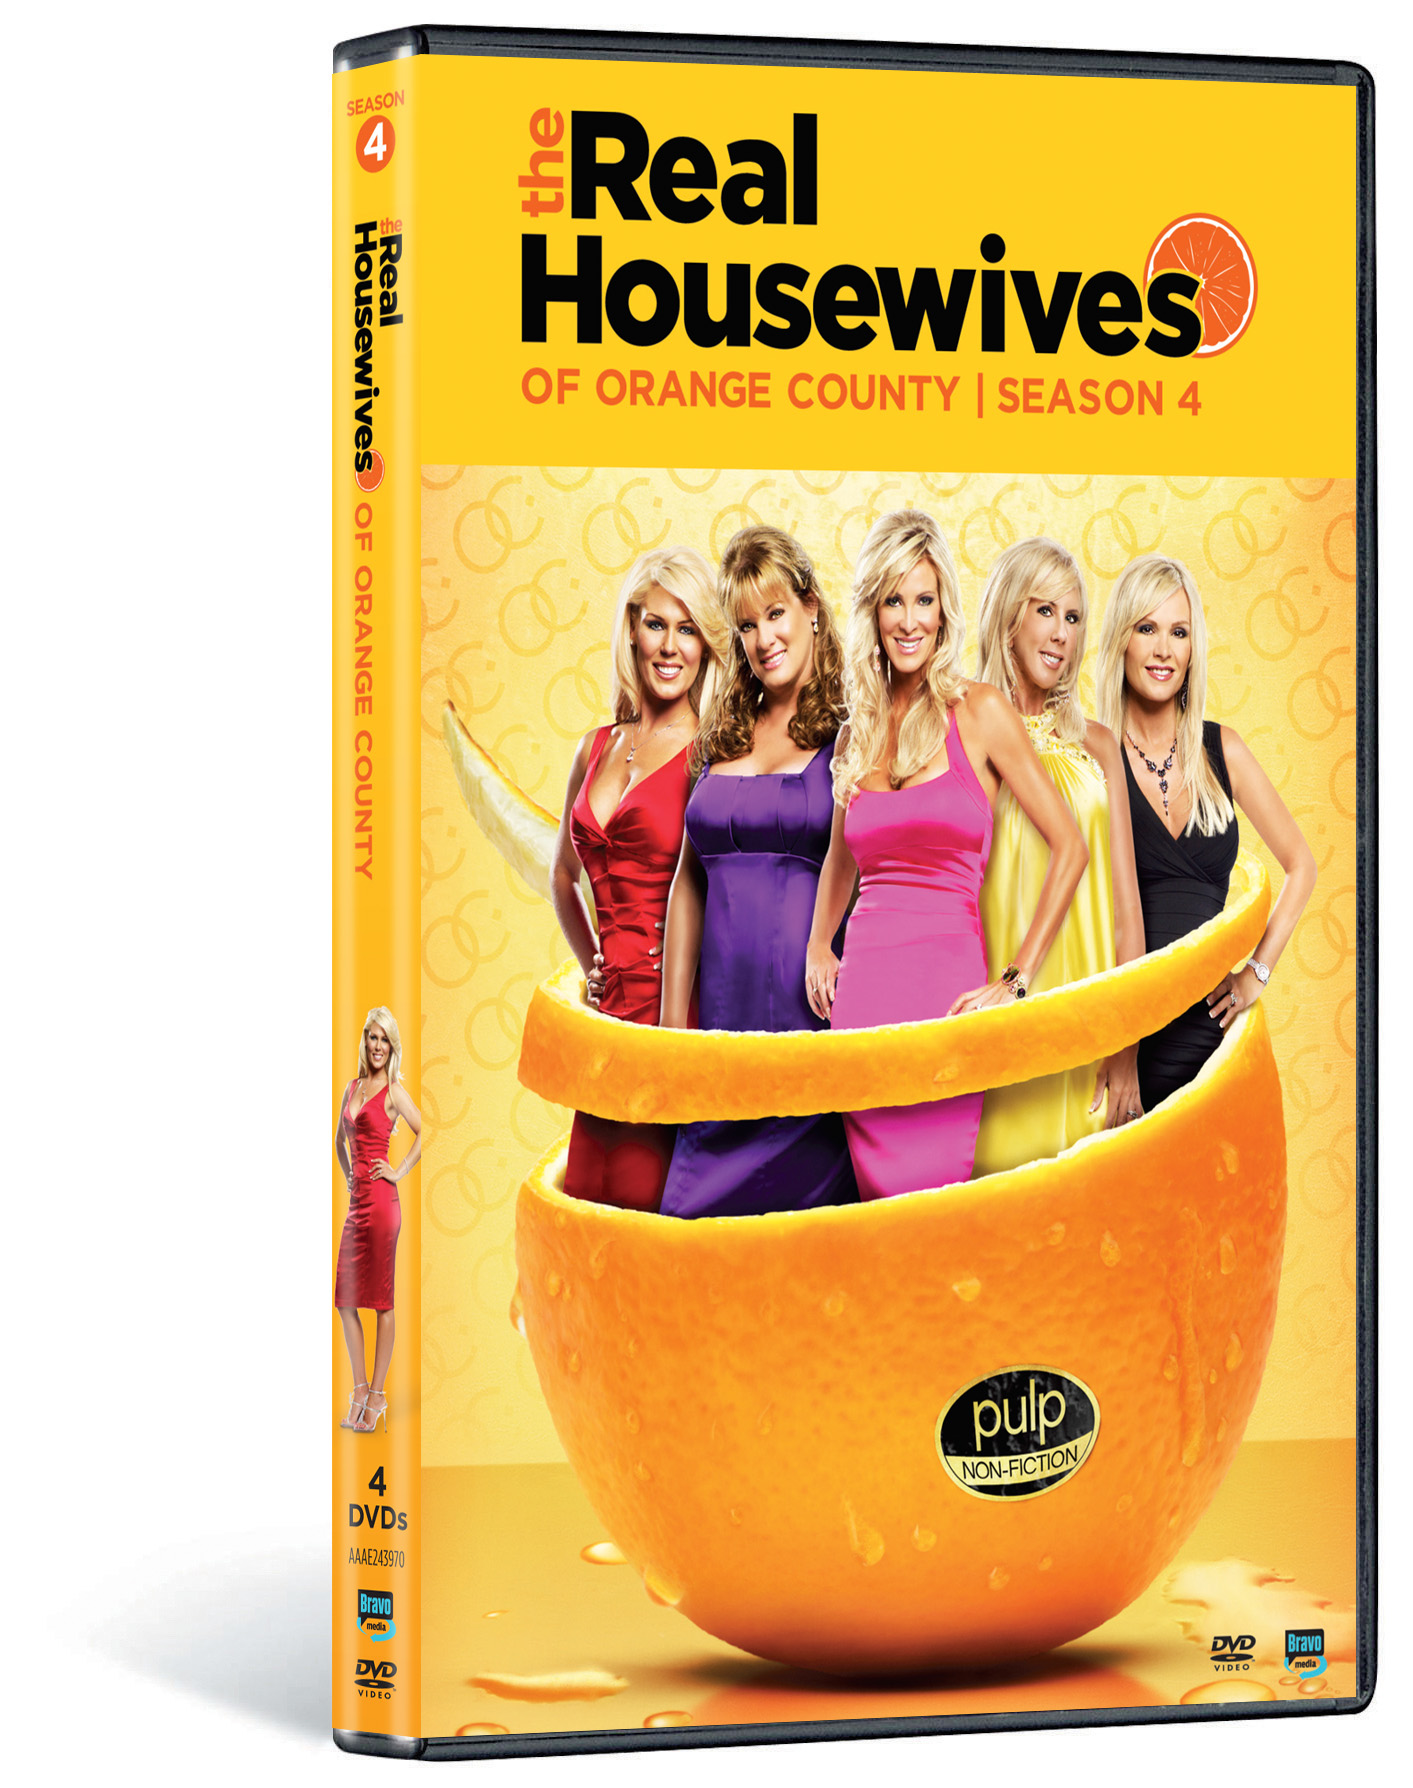 SEASON
4
the Real
Housewives
OF ORANGE COUNTY
4
DVDs
AAAE243970
Bravo
media
DVD
VIDEO
the Real
Housewives
OF ORANGE COUNTY | SEASON 4
pulp
NON-FICTION
DVD
VIDEO
Bravo
media